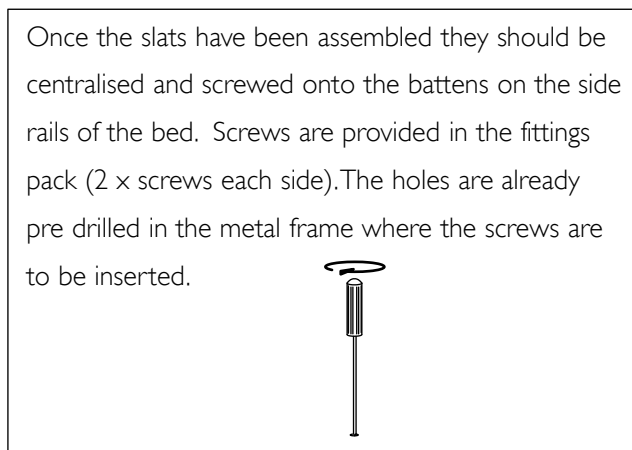 Once the slats have been assembled they should be
centralised and screwed onto the battens on the side
rails of the bed.  Screws are provided in the fittings
pack (2 x screws each side).The holes are already
pre drilled in the metal frame where the screws are
to be inserted.